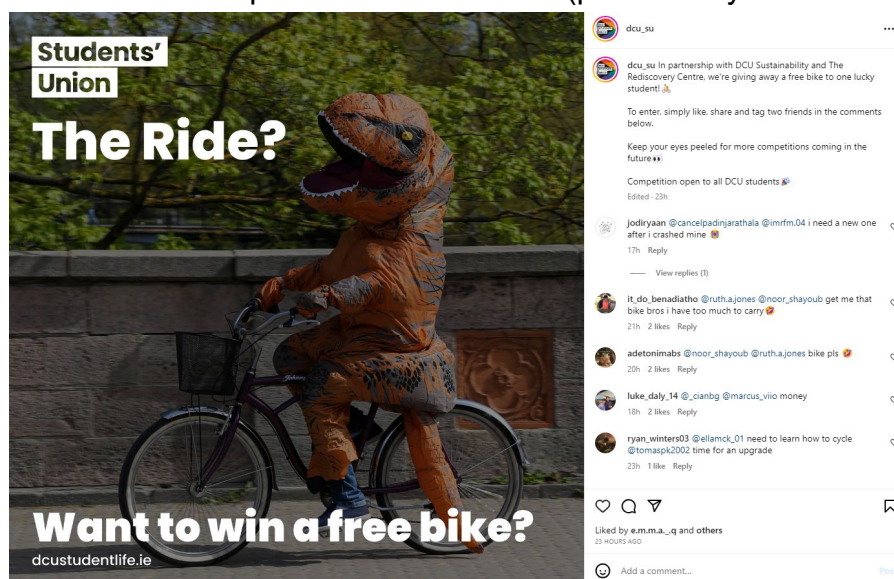 Students'
Union
The Ride?
Want to win a free bike?
dcustudentlife.ie
dcu_su
dcu_su In partnership with DCU Sustainability and The
Rediscovery Centre, we're giving away a free bike to one lucky
student! 🚴
To enter, simply like, share and tag two friends in the comments
below.
Keep your eyes peeled for more competitions coming in the
future 👀
Competition open to all DCU students 🎉
Edited · 23h
jodiryaan @cancelpadinjarathala @imrfm.04 i need a new one
after i crashed mine
17h Reply
View replies (1)
it_do_benadiatho @ruth.a.jones @noor_shayoub get me that
bike bros i have too much to carry🤣
21h 2 likes Reply
adetonimabs @noor_shayoub @ruth.a.jones bike pls 🤣
20h 2 likes Reply
luke_daly_14 @_cianbg @marcus_viio money
18h 2 likes Reply
ryan_winters03 @ellamck_01 need to learn how to cycle
@tomaspk2002 time for an upgrade
23h 1 like Reply
Liked by e.m.m.a._.q and others
23 HOURS AGO
Add a comment...